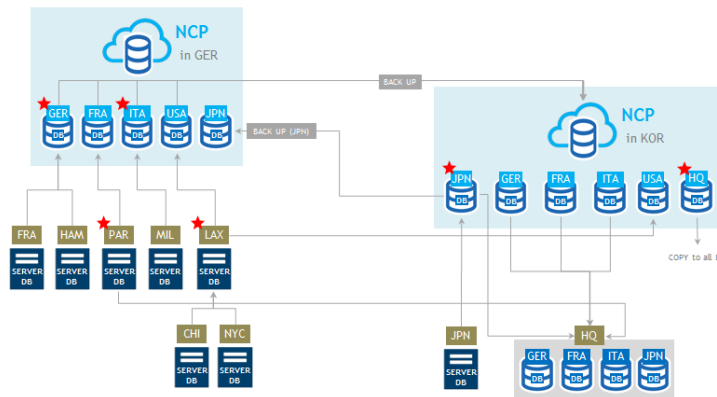 NCP
in GER
BACK UP
GER
FRA
ITA
USA
JPN
DB
DB
DB
DB
DB
BACK UP (JPN)
NCP
in KOR
JPN
GER
FRA
ITA
USA
HQ
DB
DB
DB
DB
DB
DB
FRA
HAM
PAR
MIL
LAX
SERVER
DB
SERVER
DB
SERVER
DB
SERVER
DB
SERVER
DB
COPY to all
CHI
NYC
SERVER
DB
SERVER
DB
JPN
SERVER
DB
HQ
GER
FRA
ITA
JPN
DB
DB
DB
DB